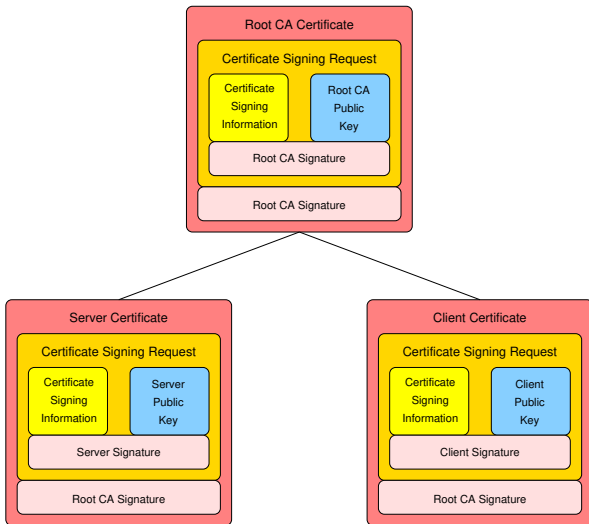 Root CA Certificate
Certificate Signing Request
Certificate
Signing
Information
Root CA
Public
Key
Root CA Signature
Root CA Signature
Server Certificate
Certificate Signing Request
Certificate
Signing
Information
Server
Public
Key
Server Signature
Root CA Signature
Client Certificate
Certificate Signing Request
Certificate
Signing
Information
Client
Public
Key
Client Signature
Root CA Signature